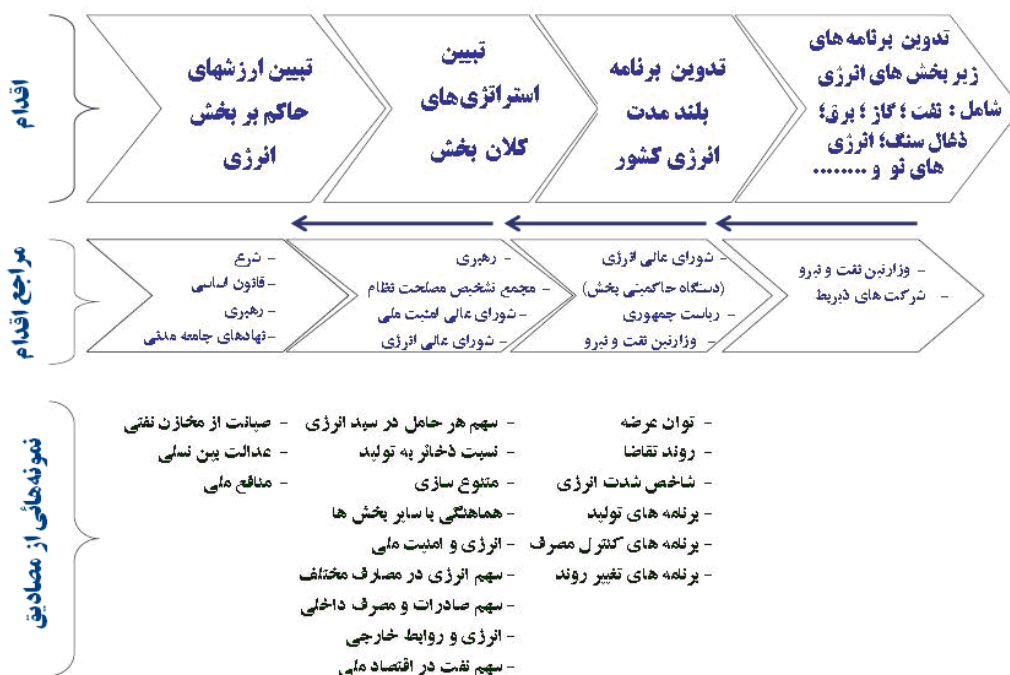 اقدام
تبیین ارزشهای
حاکم بر بخش
انرژی
تبیین
استراتژی‌های
کلان بخش
تدوین برنامه
بلند مدت
انرژی کشور
تدوین برنامه های
زیر بخش های انرژی
شامل : نفت ؛ گاز ؛ برق؛
ذغال سنگ؛ انرژی
های نو و ........
مراجع اقدام
- شرع
- قانون اساسی
- رهبری
- نهادهای جامعه مدنی
- رهبری
- مجمع تشخیص مصلحت نظام
- شورای عالی امنیت ملی
- شورای عالی انرژی
- شورای عالی انرژی
(دستگاه حاکمیتی بخش)
- ریاست جمهوری
- وزارتین نفت و نیرو
- وزارتین نفت و نیرو
- شرکت های ذیربط
نمونه‌هائی از مصادیق
- صیانت از مخازن نفتی
- عدالت بین نسلی
- منافع ملی
- سهم هر حامل در سبد انرژی
- نسبت ذخائر به تولید
- متنوع سازی
- هماهنگی با سایر بخش ها
- انرژی و امنیت ملی
- سهم انرژی در مصارف مختلف
- سهم صادرات و مصرف داخلی
- انرژی و روابط خارجی
- سهم نفت در اقتصاد ملی
- توان عرضه
- روند تقاضا
- شاخص شدت انرژی
- برنامه های تولید
- برنامه های کنترل مصرف
- برنامه های تغییر روند